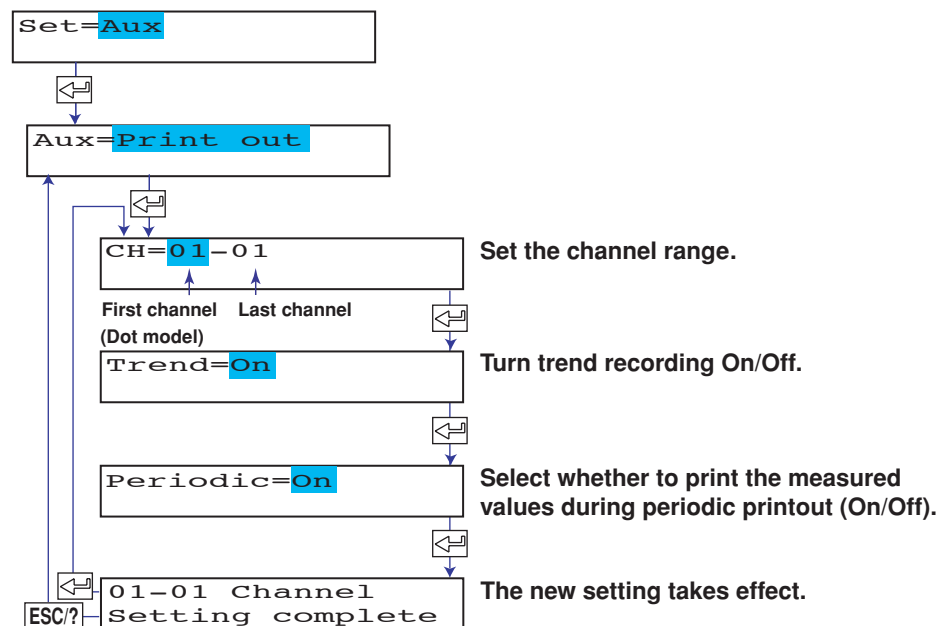 Set=Aux
Aux=Print out
CH=01-01
Set the channel range.
First channel Last channel
(Dot model)
Trend=On
Turn trend recording On/Off.
Periodic=On
Select whether to print the measured
values during periodic printout (On/Off).
01-01 Channel
The new setting takes effect.
ESC/?
Setting complete